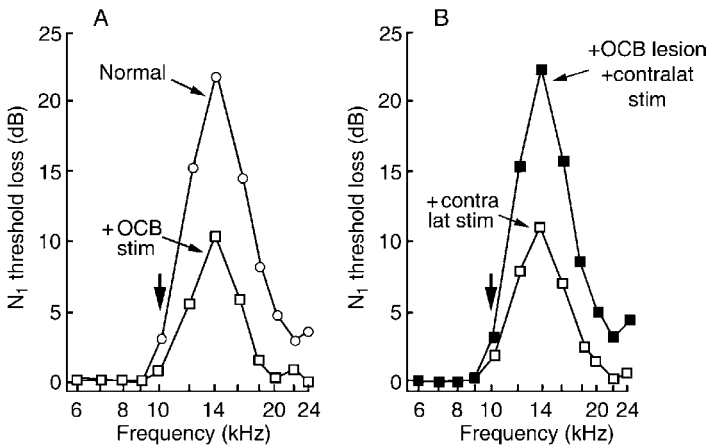 A
B
25
20
15
10
5
0
N1 threshold loss (dB)
Normal
+ OCB
stim
6 8 10 14 20 24
Frequency (kHz)
25
20
15
10
5
0
N1 threshold loss (dB)
+OCB lesion
+contralat
stim
+ contra
lat stim
6 8 10 14 20 24
Frequency (kHz)